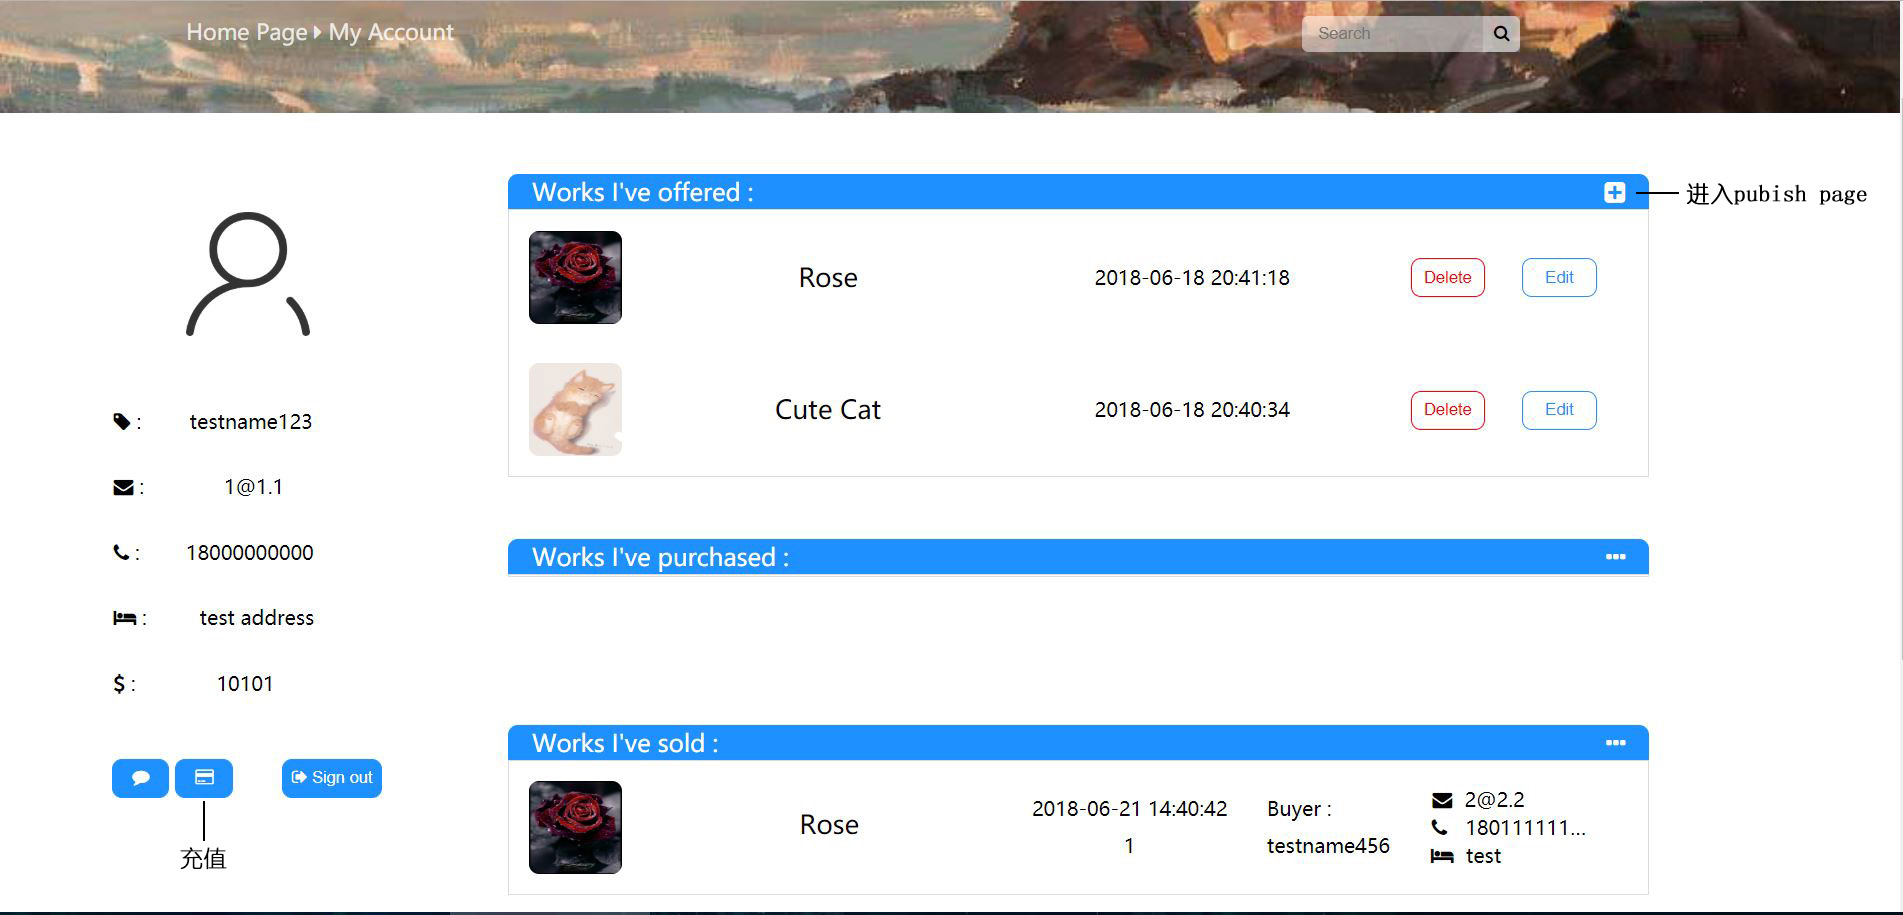 Home Page My Account
Search
Works I've offered :
进入pubish page
Rose
2018-06-18 20:41:18
Delete
Edit
Cute Cat
2018-06-18 20:40:34
Delete
Edit
: testname123
: 1@1.1
: 18000000000
: test address
$ : 10101
Sign out
充值
Works I've purchased :
Works I've sold :
Rose
2018-06-21 14:40:42
1
Buyer :
testname456
2@2.2
180111111...
test